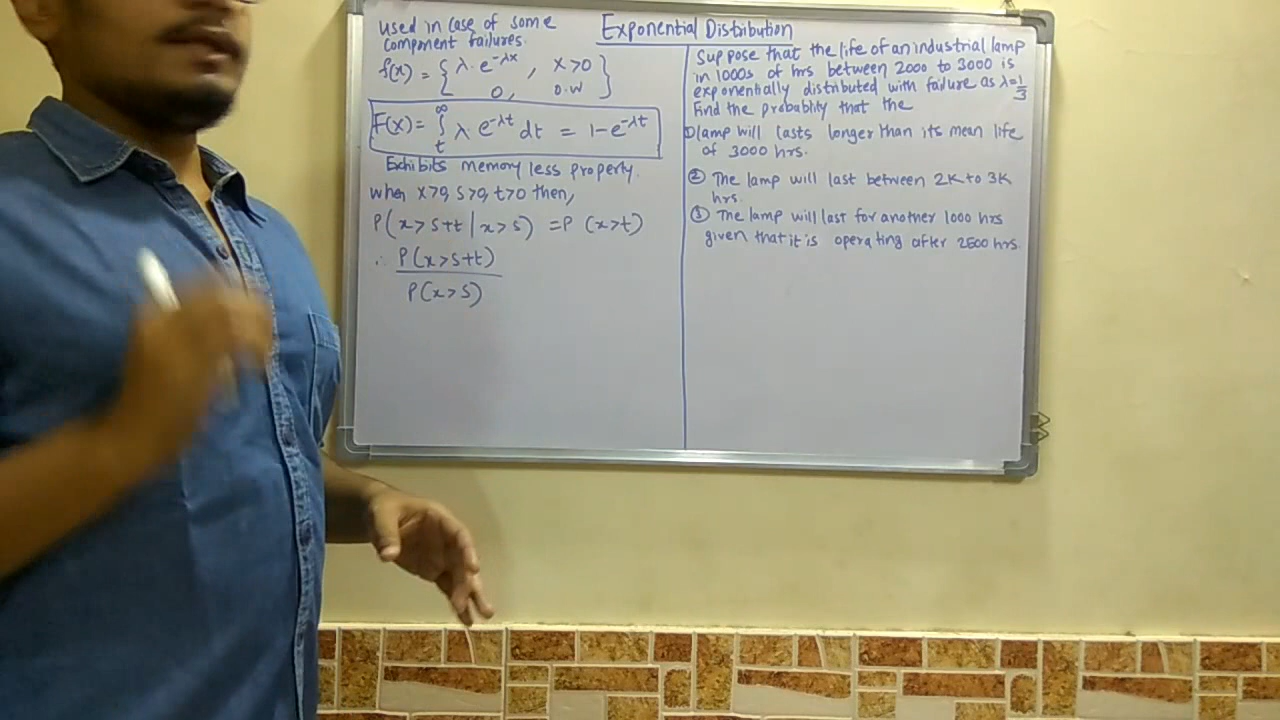 Exponential Distribution
used in case of some
component failures.
f(x) = { λ. e^-λx , x>0
0, 0.w }
F(x) = ∞∫t λ e^-λt dt = 1-e^-λt
Exhibits memory less property.
when x>0, s>0, t>0 then,
P(x>s+t | x>s) = P (x>t)
∴ P(x>s+t)
P(x>s)
Suppose that the life of an industrial lamp
in 1000s of hrs between 2000 to 3000 is
exponentially distributed with failure as λ=1/3
Find the probablity that the
① lamp will lasts longer than its mean life
of 3000 hrs.
② The lamp will last between 2K to 3K
hrs.
③ The lamp will last for another 1000 hrs
given that it is operating after 2500 hrs.